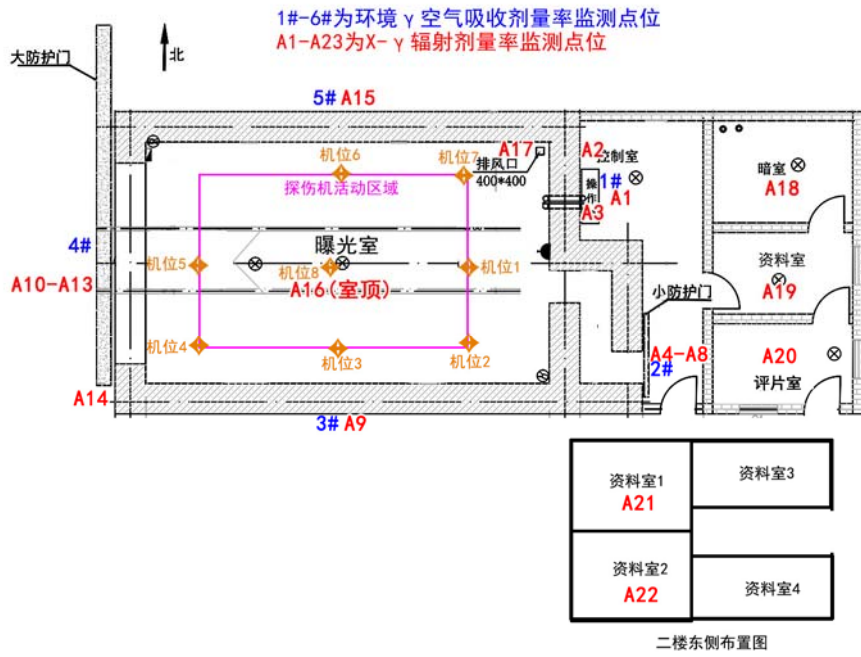 1#-6#为环境 γ 空气吸收剂量率监测点位
A1-A23为X- γ 辐射剂量率监测点位
大防护门
北
5# A15
机位6
机位7
A17
排风口
400*400
探伤机活动区域
A2
控制室
1#
操作
A1
A3
暗室
A18
4#
曝光室
机位5
机位8
机位1
A10-A13
A16(室顶)
资料室
A19
小防护门
机位4
机位3
机位2
A4-A8
2#
A20
评片室
A14
3# A9
资料室1
A21
资料室3
资料室2
A22
资料室4
二楼东侧布置图